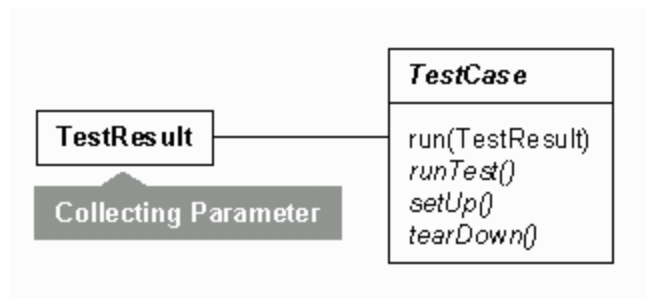 TestCase
TestResult
run(TestResult)
runTest()
setUp()
tearDown()
Collecting Parameter